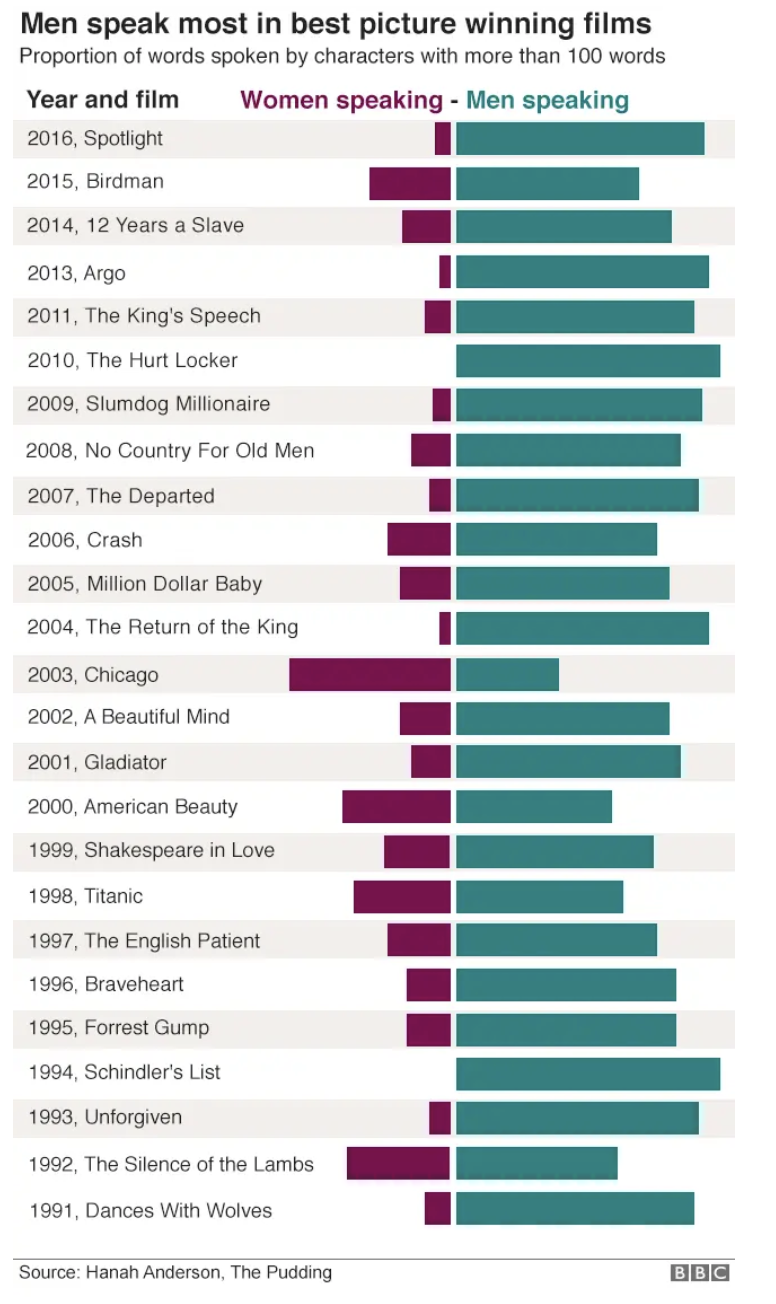 Men speak most in best picture winning films
Proportion of words spoken by characters with more than 100 words
Year and film Women speaking - Men speaking
2016, Spotlight
2015, Birdman
2014, 12 Years a Slave
2013, Argo
2011, The King's Speech
2010, The Hurt Locker
2009, Slumdog Millionaire
2008, No Country For Old Men
2007, The Departed
2006, Crash
2005, Million Dollar Baby
2004, The Return of the King
2003, Chicago
2002, A Beautiful Mind
2001, Gladiator
2000, American Beauty
1999, Shakespeare in Love
1998, Titanic
1997, The English Patient
1996, Braveheart
1995, Forrest Gump
1994, Schindler's List
1993, Unforgiven
1992, The Silence of the Lambs
1991, Dances With Wolves
Source: Hanah Anderson, The Pudding BBC